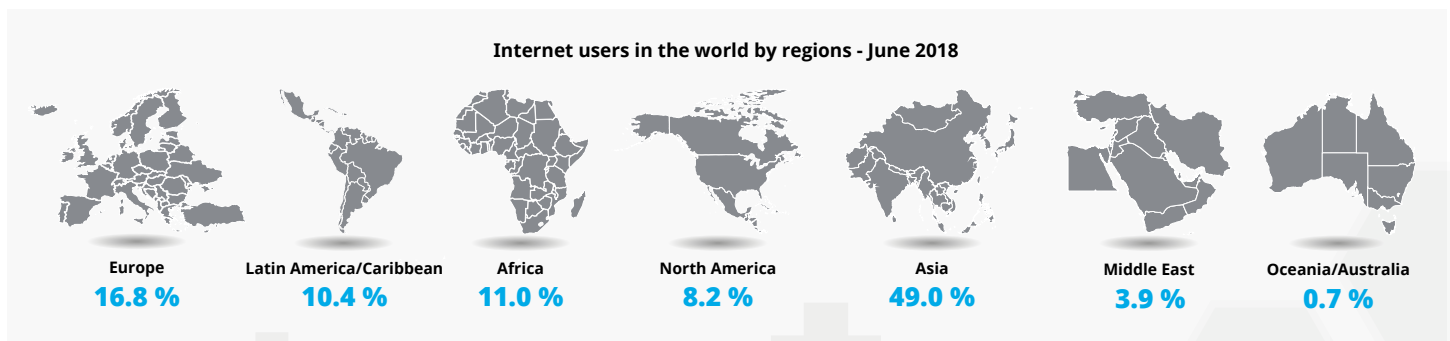 Internet users in the world by regions - June 2018
Europe
16.8 %
Latin America/Caribbean
10.4 %
Africa
11.0 %
North America
8.2 %
Asia
49.0 %
Middle East
3.9 %
Oceania/Australia
0.7 %